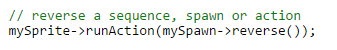 // reverse a sequence, spawn or action
mySprite->runAction(mySpawn->reverse());